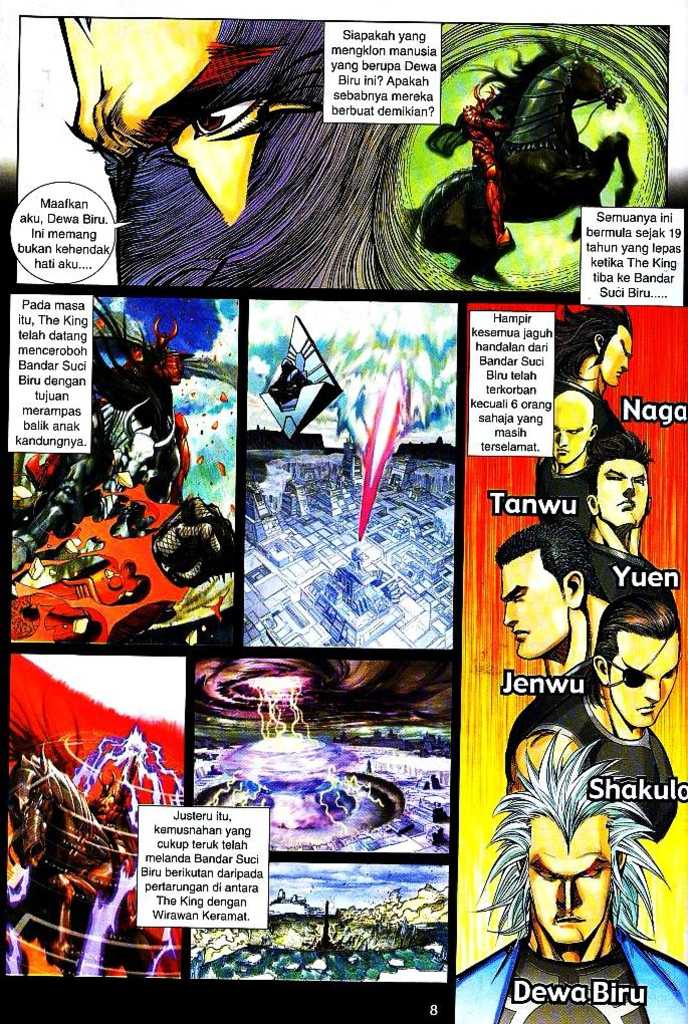 Siapakah yang
mengklon manusia
yang berupa Dewa
Biru ini? Apakah
sebabnya mereka
berbuat demikian?
Maafkan
aku, Dewa Biru.
Ini memang
bukan kehendak
hati aku....
Semuanya ini
bermula sejak 19
tahun yang lepas
ketika The King
tiba ke Bandar
Suci Biru.....
Pada masa
itu, The King
telah datang
menceroboh
Bandar Suci
Biru dengan
tujuan
merampas
balik anak
kandungnya.
Hampir
kesemua jaguh
handalan dari
Bandar Suci
Biru telah
terkorban
kecuali 6 orang
sahaja yang
masih
terselamat.
Naga
Tanwu
Yuen
Jenwu
Shakulo
Dewa Biru
Justeru itu,
kemusnahan yang
cukup teruk telah
melanda Bandar Suci
Biru berikutan daripada
pertarungan di antara
The King dengan
Wirawan Keramat.
8